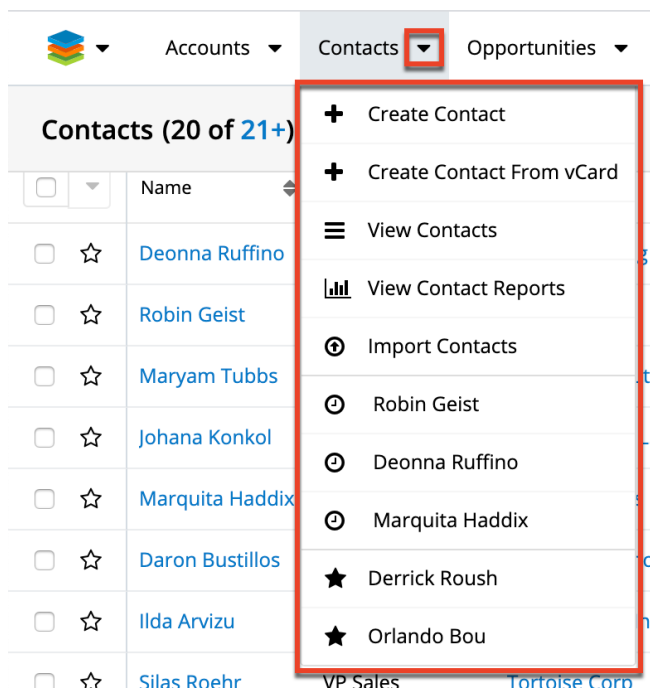 Accounts Contacts Opportunities
Contacts (20 of 21+)
Create Contact
Create Contact From vCard
View Contacts
View Contact Reports
Import Contacts
Robin Geist
Deonna Ruffino
Marquita Haddix
Derrick Roush
Orlando Bou
Name
Deonna Ruffino
Robin Geist
Maryam Tubbs
Johana Konkol
Marquita Haddix
Daron Bustillos
Ilda Arvizu
Silas Roehr VP Sales Tortoise Corp